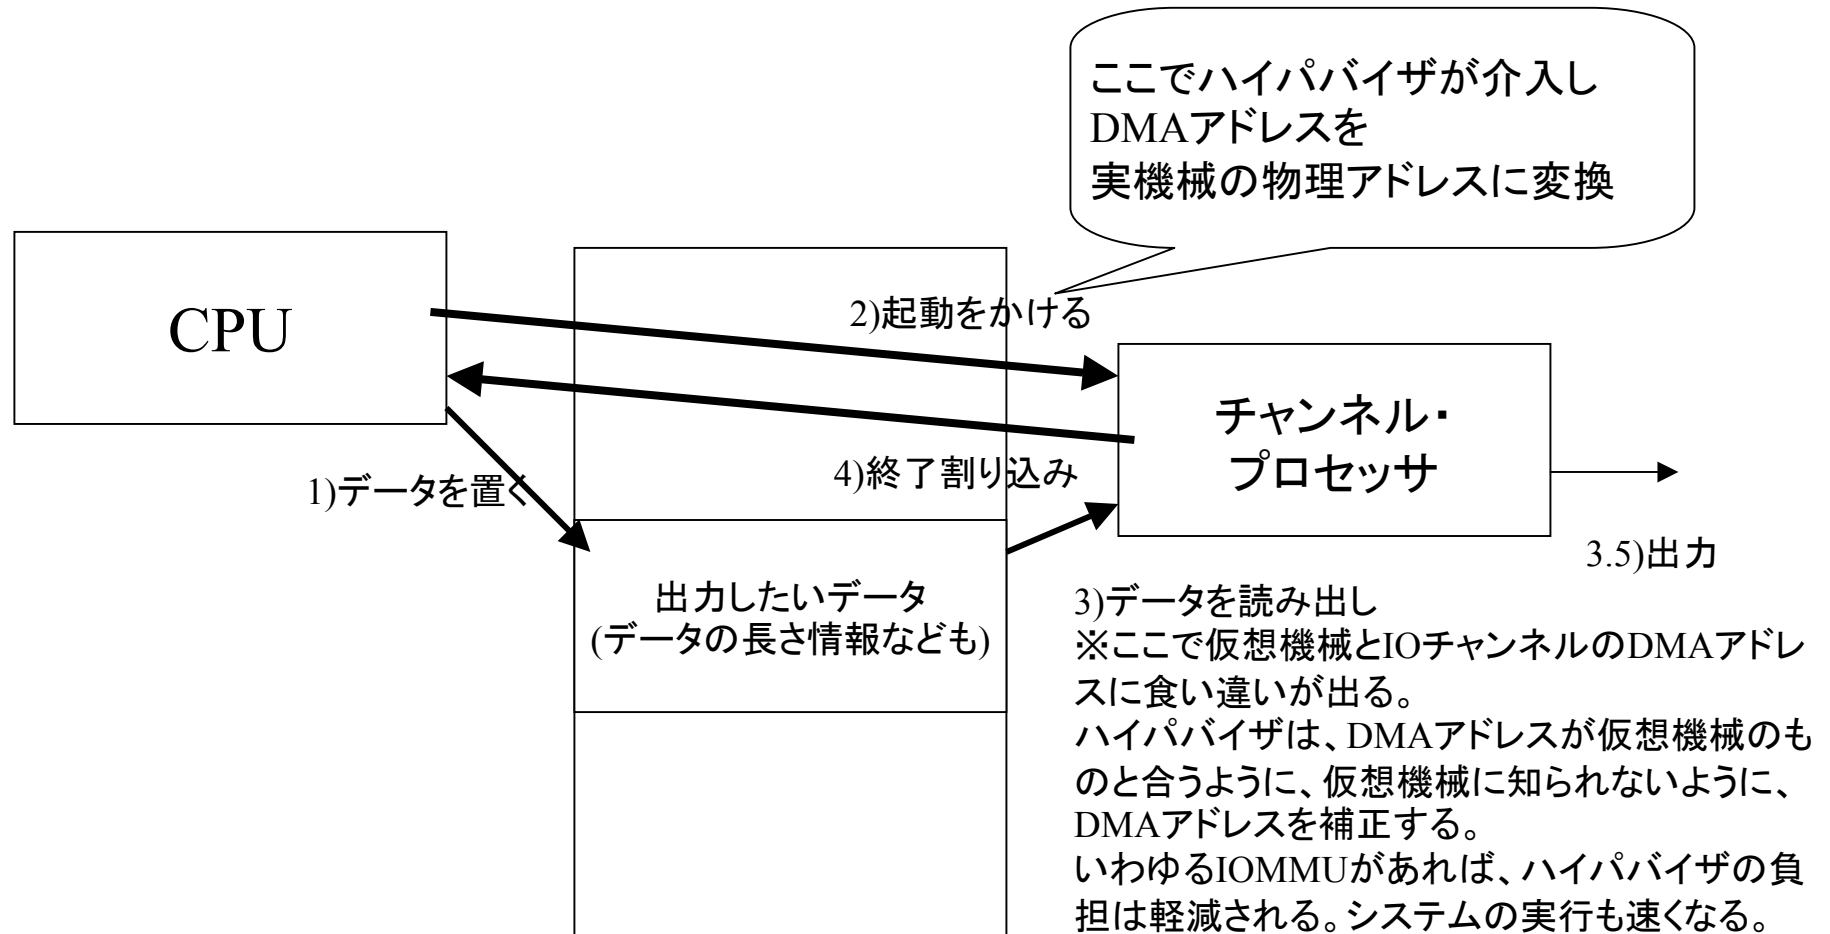 ここでハイパバイザが介入し
DMAアドレスを
実機械の物理アドレスに変換
CPU
2)起動をかける
チャンネル・
プロセッサ
4)終了割り込み
1)データを置く
3.5)出力
出力したいデータ
(データの長さ情報なども)
3)データを読み出し
※ここで仮想機械とIOチャンネルのDMAアドレ
スに食い違いが出る。
ハイパバイザは、DMAアドレスが仮想機械のも
のと合うように、仮想機械に知られないように、
DMAアドレスを補正する。
いわゆるIOMMUがあれば、ハイパバイザの負
担は軽減される。システムの実行も速くなる。